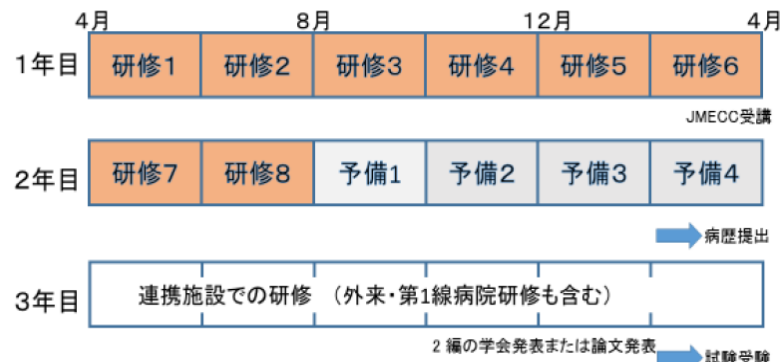 4月 8月 12月 4月
1年目 研修1 研修2 研修3 研修4 研修5 研修6
JMECC受講
2年目 研修7 研修8 予備1 予備2 予備3 予備4
病歴提出
3年目 連携施設での研修 （外来・第1線病院研修も含む）
2編の学会発表または論文発表
試験受験